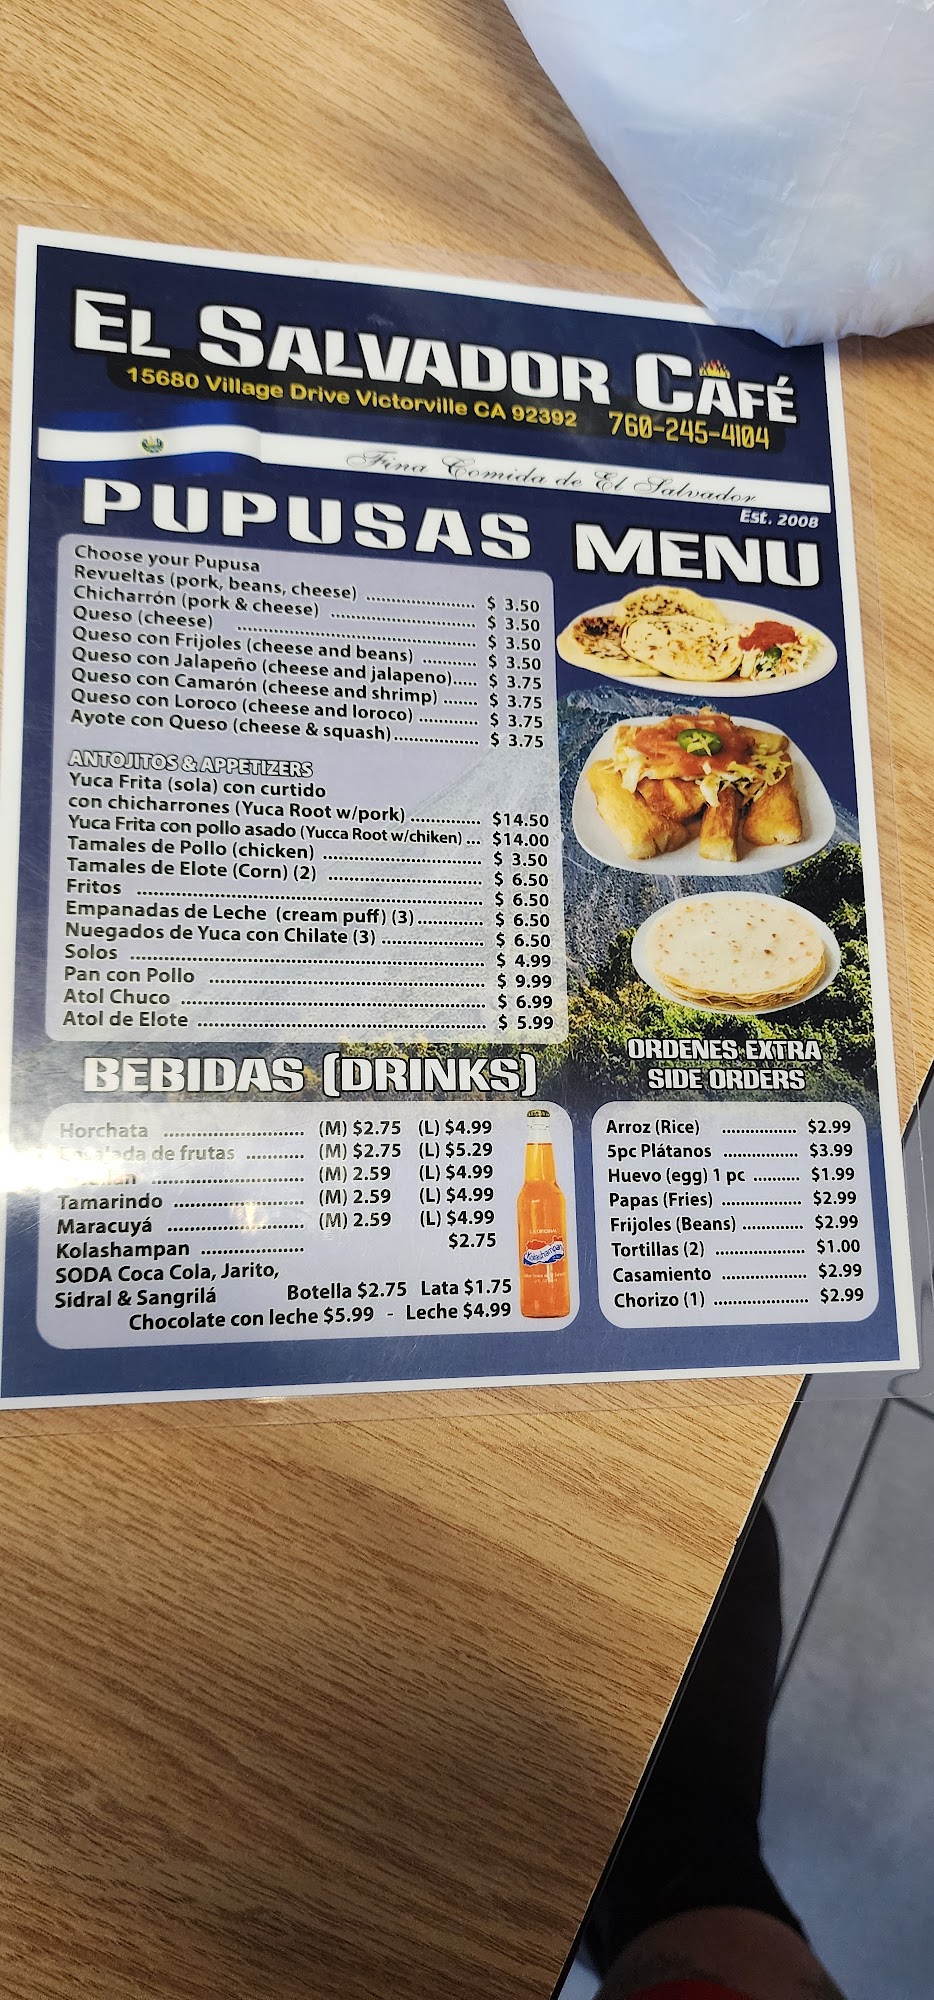 EL SALVADOR CAFÉ
15680 Village Drive Victorville CA 92392 760-245-4104
Fina Comida de El Salvador
Est. 2008
PUPUSAS MENU
Choose your Pupusa
Revueltas (pork, beans, cheese) ........................ $ 3.50
Chicharrón (pork & cheese) ................................ $ 3.50
Queso (cheese) .................................................... $ 3.50
Queso con Frijoles (cheese and beans) ........... $ 3.50
Queso con Jalapeño (cheese and jalapeno)..... $ 3.75
Queso con Camarón (cheese and shrimp) ....... $ 3.75
Queso con Loroco (cheese and loroco) ............ $ 3.75
Ayote con Queso (cheese & squash)................. $ 3.75
ANTOJITOS & APPETIZERS
Yuca Frita (sola) con curtido
con chicharrones (Yuca Root w/pork) .............. $14.50
Yuca Frita con pollo asado (Yucca Root w/chiken) ... $14.00
Tamales de Pollo (chicken) ................................ $ 3.50
Tamales de Elote (Corn) (2) ............................... $ 6.50
Fritos ..................................................................... $ 6.50
Empanadas de Leche (cream puff) (3)............. $ 6.50
Nuegados de Yuca con Chilate (3) .................... $ 6.50
Solos ...................................................................... $ 4.99
Pan con Pollo ....................................................... $ 9.99
Atol Chuco ............................................................ $ 6.99
Atol de Elote ......................................................... $ 5.99
BEBIDAS (DRINKS)
Horchata ............................ (M) $2.75 (L) $4.99
de frutas ........... (M) $2.75 (L) $5.29
............................ (M) 2.59 (L) $4.99
Tamarindo ......................... (M) 2.59 (L) $4.99
Maracuyá ........................... (M) 2.59 (L) $4.99
Kolashampan .................... $2.75
SODA Coca Cola, Jarito,
Sidral & Sangrilá Botella $2.75 Lata $1.75
Chocolate con leche $5.99 - Leche $4.99
Kolashampan
ORDENES EXTRA
SIDE ORDERS
Arroz (Rice) ................ $2.99
5pc Plátanos ................ $3.99
Huevo (egg) 1 pc .......... $1.99
Papas (Fries) ................ $2.99
Frijoles (Beans) ............. $2.99
Tortillas (2) ................... $1.00
Casamiento .................. $2.99
Chorizo (1) .................... $2.99